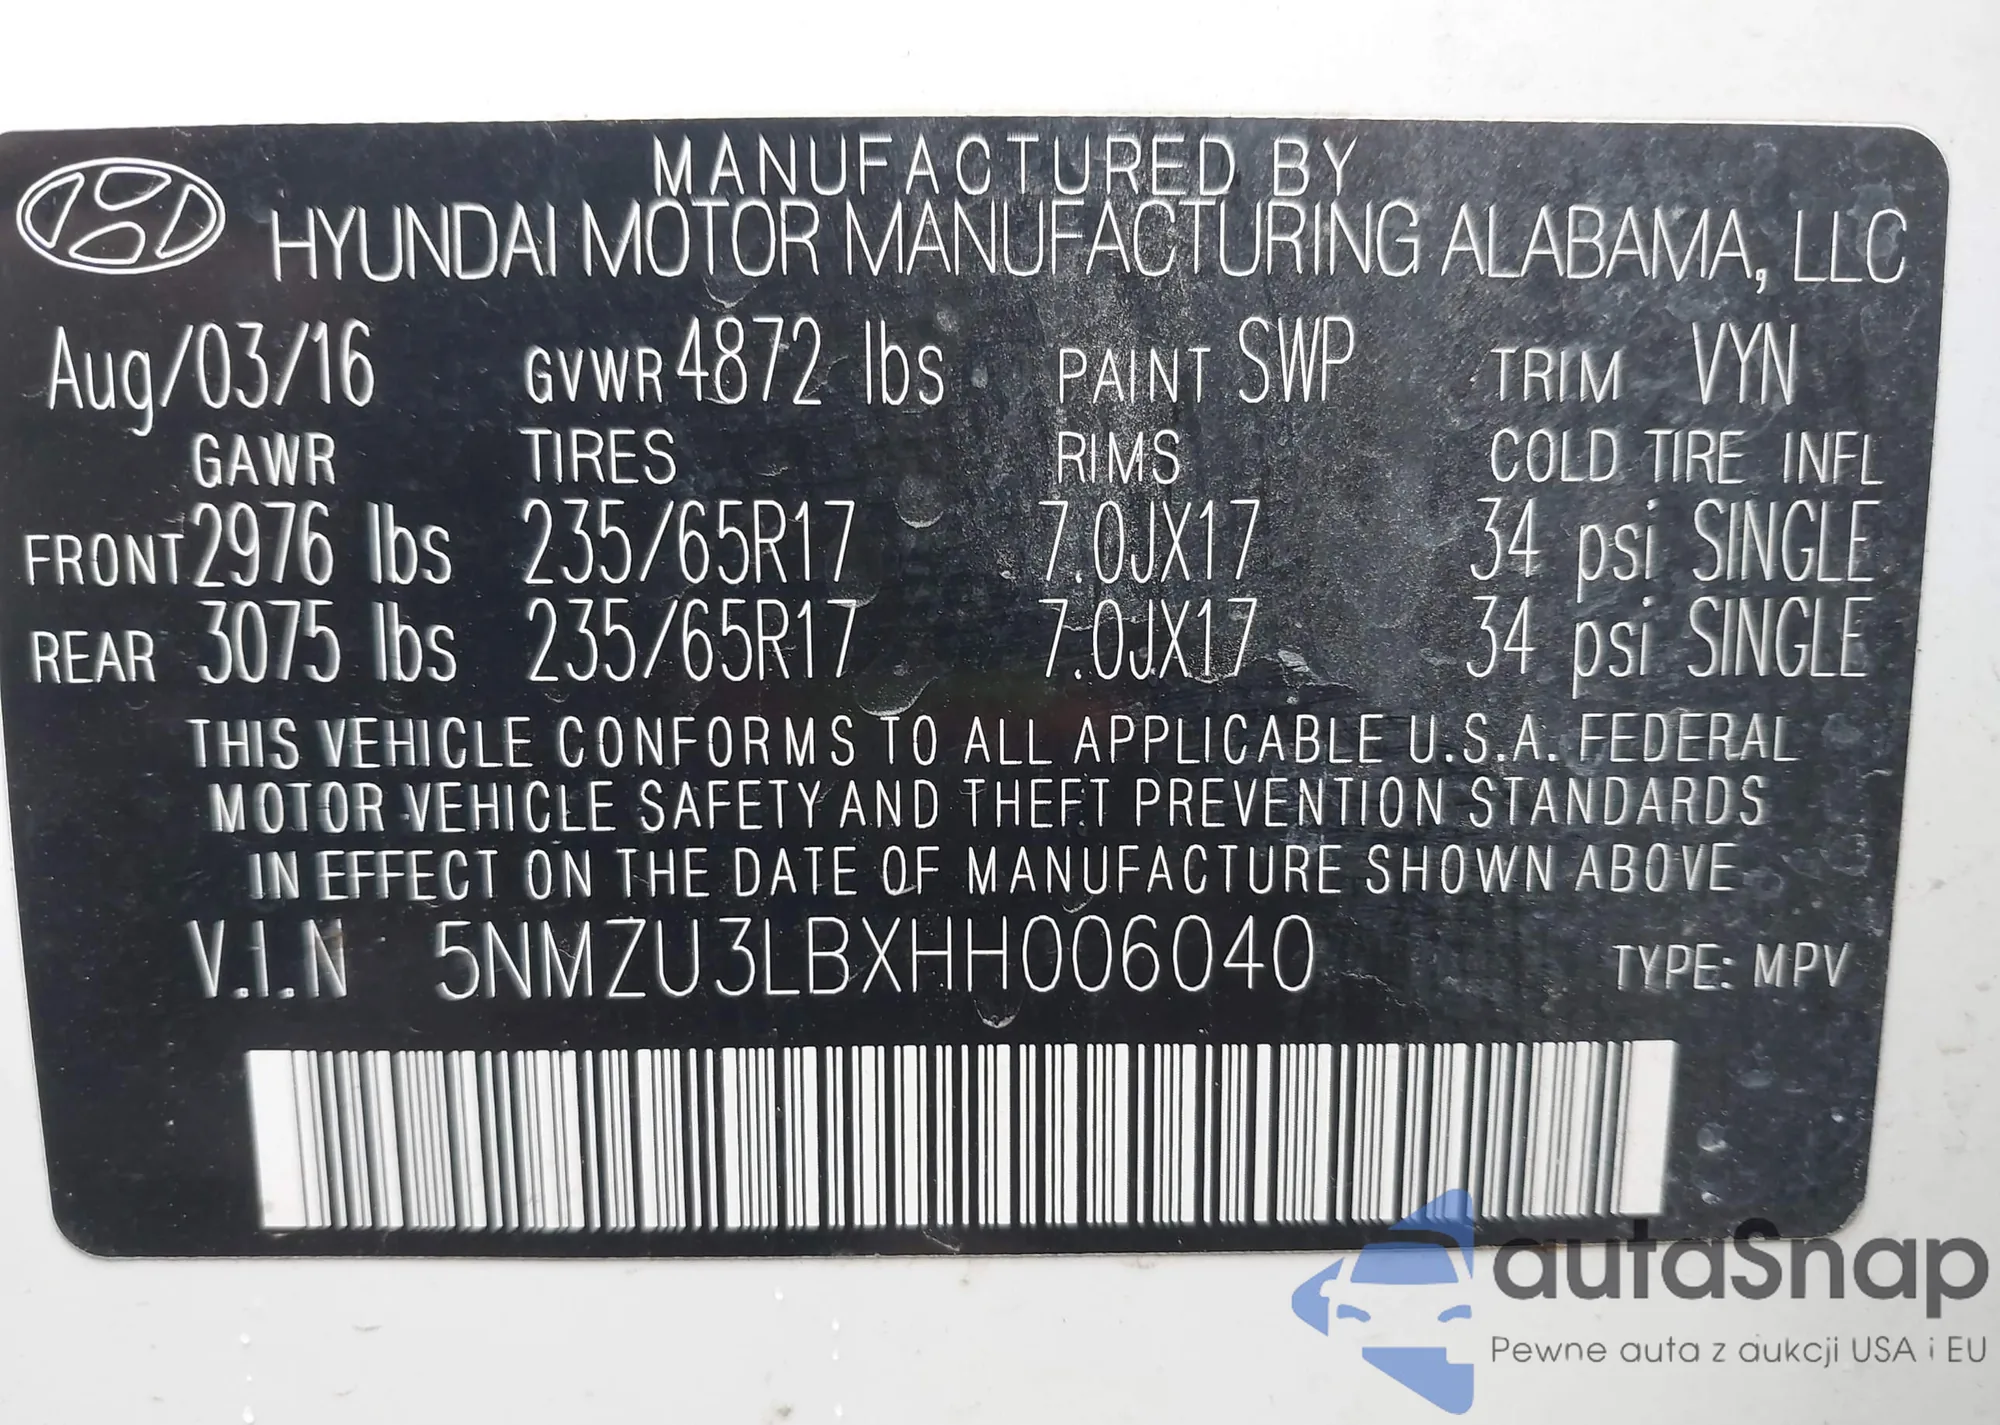 MANUFACTURED BY
HYUNDAI MOTOR MANUFACTURING ALABAMA, LLC
Aug/03/16 GVWR 4872 lbs PAINT SWP TRIM VYN
GAWR TIRES RIMS COLD TIRE INFL
FRONT 2976 lbs 235/65R17 7.0JX17 34 psi SINGLE
REAR 3075 lbs 235/65R17 7.0JX17 34 psi SINGLE
THIS VEHICLE CONFORMS TO ALL APPLICABLE U.S.A. FEDERAL
MOTOR VEHICLE SAFETY AND THEFT PREVENTION STANDARDS
IN EFFECT ON THE DATE OF MANUFACTURE SHOWN ABOVE
V.I.N 5NMZU3LBXHH006040 TYPE: MPV
autaSnap
Pewne auta z aukcji USA i EU